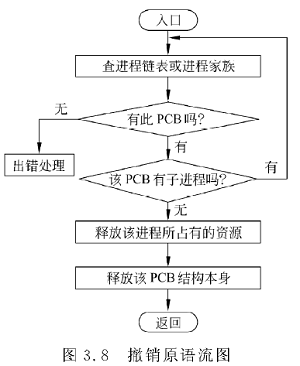 入口
查进程链表或进程家族
无
有此 PCB 吗?
有
出错处理
该 PCB 有子进程吗?
有
无
释放该进程所占有的资源
释放该 PCB 结构本身
返回
图 3.8 撤销原语流图